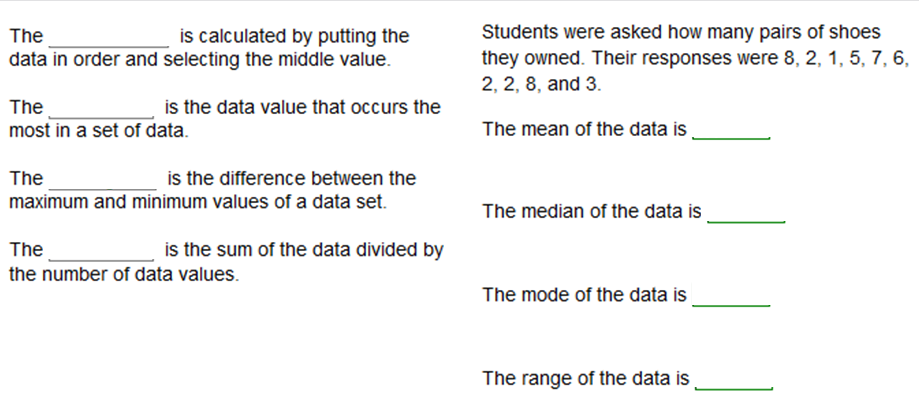 The ____________ is calculated by putting the
data in order and selecting the middle value.
The ___________ is the data value that occurs the
most in a set of data.
The ___________ is the difference between the
maximum and minimum values of a data set.
The ___________ is the sum of the data divided by
the number of data values.
Students were asked how many pairs of shoes
they owned. Their responses were 8, 2, 1, 5, 7, 6,
2, 2, 8, and 3.
The mean of the data is ________
The median of the data is ________
The mode of the data is ________
The range of the data is ________